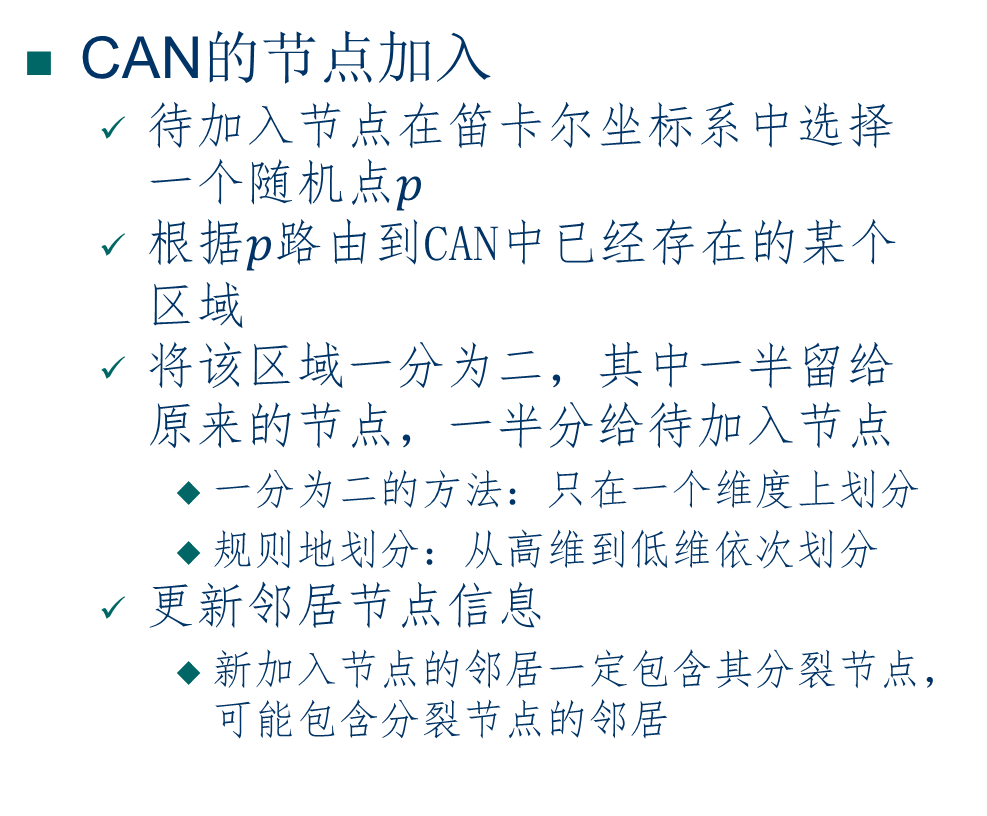 CAN的节点加入
待加入节点在笛卡尔坐标系中选择
一个随机点p
根据p路由到CAN中已经存在的某个
区域
将该区域一分为二，其中一半留给
原来的节点，一半分给待加入节点
一分为二的方法：只在一个维度上划分
规则地划分：从高维到低维依次划分
更新邻居节点信息
新加入节点的邻居一定包含其分裂节点，
可能包含分裂节点的邻居